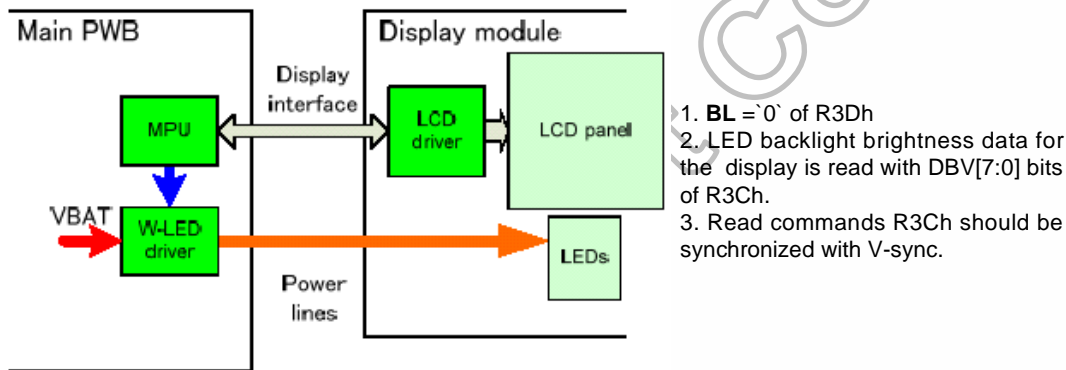 Main PWB
Display module
Display
interface
MPU
LCD
driver
LCD panel
VBAT
W-LED
driver
LEDs
Power
lines
1. BL =`0` of R3Dh
2. LED backlight brightness data for
the display is read with DBV[7:0] bits
of R3Ch.
3. Read commands R3Ch should be
synchronized with V-sync.